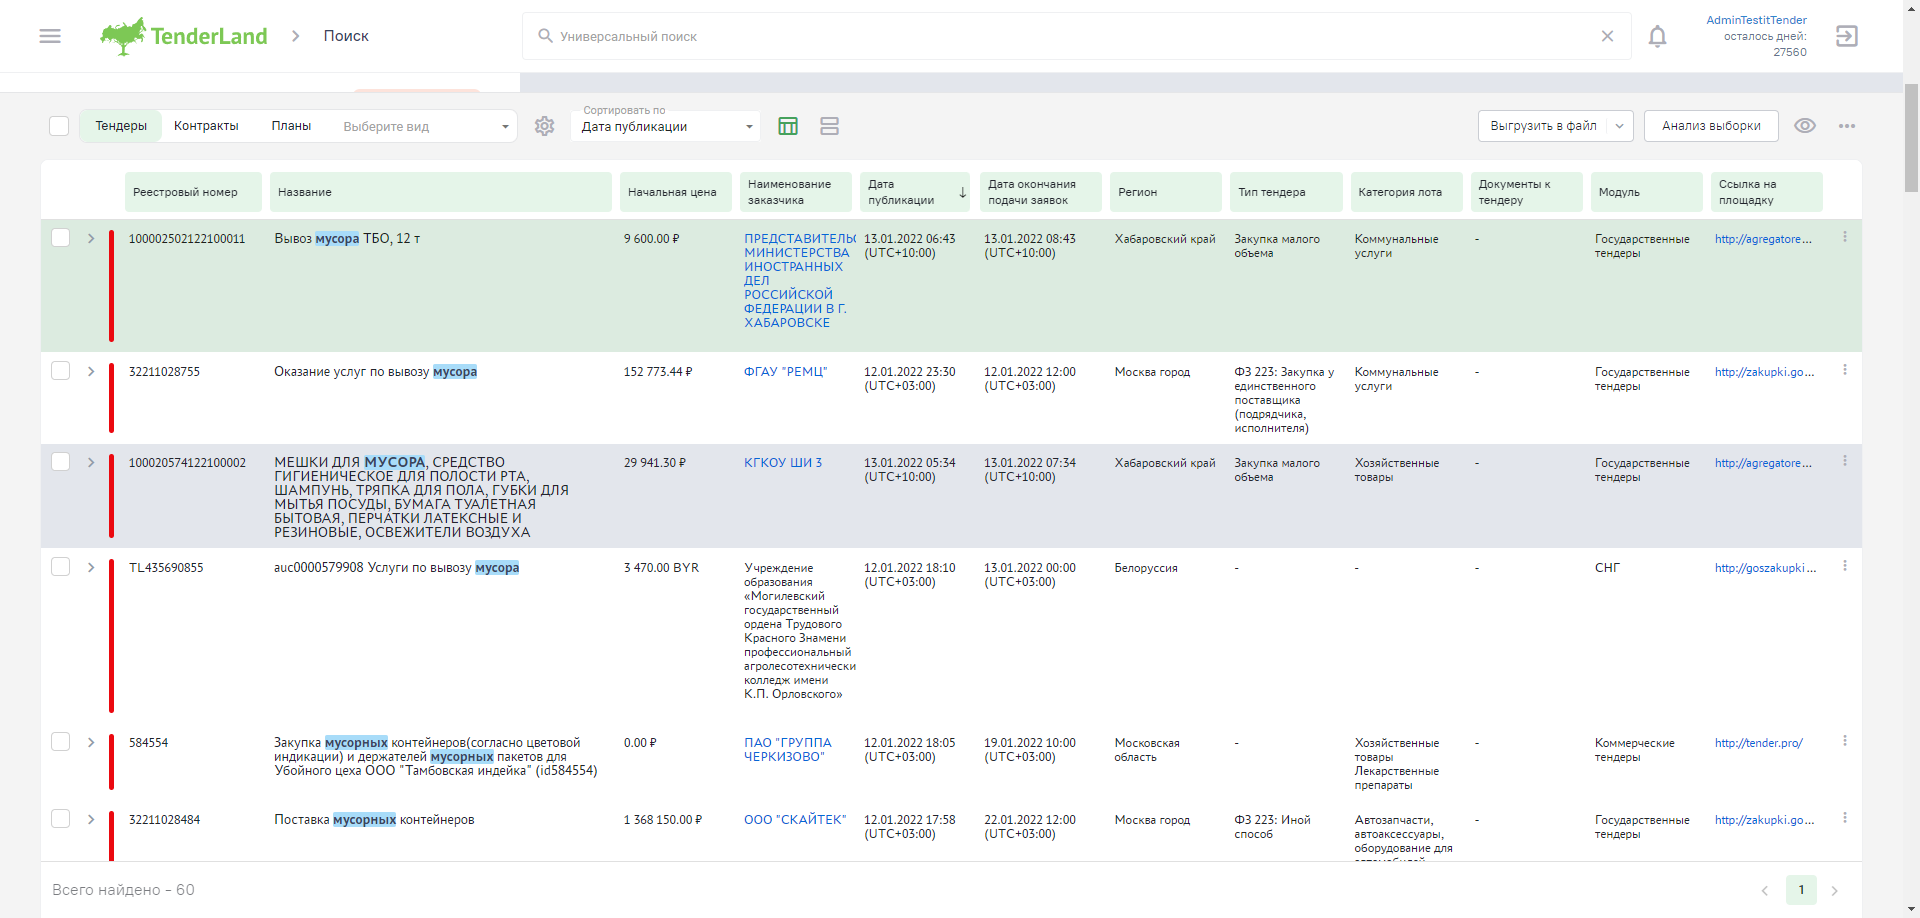 TenderLand
Поиск
Универсальный поиск
AdminTestitTender
осталось дней:
27560
Тендеры
Контракты
Планы
Выберите вид
Сортировать по
Дата публикации
Выгрузить в файл
Анализ выборки
Реестровый номер
Название
Начальная цена
Наименование
заказчика
Дата
публикации
Дата окончания
подачи заявок
Регион
Тип тендера
Категория лота
Документы к
тендеру
Модуль
Ссылка на
площадку
100002502122100011
Вывоз мусора ТБО, 12 т
9 600.00 ₽
ПРЕДСТАВИТЕЛЬС
МИНИСТЕРСТВА
ИНОСТРАННЫХ
ДЕЛ
РОССИЙСКОЙ
ФЕДЕРАЦИИ В Г.
ХАБАРОВСКЕ
13.01.2022 06:43
(UTC+10:00)
13.01.2022 08:43
(UTC+10:00)
Хабаровский край
Закупка малого
объема
Коммунальные
услуги
-
Государственные
тендеры
http://agregatore...
32211028755
Оказание услуг по вывозу мусора
152 773.44 ₽
ФГАУ "РЕМЦ"
12.01.2022 23:30
(UTC+03:00)
12.01.2022 12:00
(UTC+03:00)
Москва город
ФЗ 223: Закупка у
единственного
поставщика
(подрядчика,
исполнителя)
Коммунальные
услуги
-
Государственные
тендеры
http://zakupki.go...
100020574122100002
МЕШКИ ДЛЯ МУСОРА, СРЕДСТВО
ГИГИЕНИЧЕСКОЕ ДЛЯ ПОЛОСТИ РТА,
ШАМПУНЬ, ТРЯПКА ДЛЯ ПОЛА, ГУБКИ ДЛЯ
МЫТЬЯ ПОСУДЫ, БУМАГА ТУАЛЕТНАЯ
БЫТОВАЯ, ПЕРЧАТКИ ЛАТЕКСНЫЕ И
РЕЗИНОВЫЕ, ОСВЕЖИТЕЛИ ВОЗДУХА
29 941.30 ₽
КГКОУ ШИ 3
13.01.2022 05:34
(UTC+10:00)
13.01.2022 07:34
(UTC+10:00)
Хабаровский край
Закупка малого
объема
Хозяйственные
товары
-
Государственные
тендеры
http://agregatore...
TL435690855
auc0000579908 Услуги по вывозу мусора
3 470.00 BYR
Учреждение
образования
«Могилевский
государственный
ордена Трудового
Красного Знамени
профессиональный
агролесотехнически
колледж имени
К.П. Орловского»
12.01.2022 18:10
(UTC+03:00)
13.01.2022 00:00
(UTC+03:00)
Белоруссия
-
-
-
СНГ
http://goszakupki...
584554
Закупка мусорных контейнеров(согласно цветовой
индикации) и держателей мусорных пакетов для
Убойного цеха ООО "Тамбовская индейка" (id584554)
0.00 ₽
ПАО "ГРУППА
ЧЕРКИЗОВО"
12.01.2022 18:05
(UTC+03:00)
19.01.2022 10:00
(UTC+03:00)
Московская
область
-
Хозяйственные
товары
Лекарственные
препараты
-
Коммерческие
тендеры
http://tender.pro/
32211028484
Поставка мусорных контейнеров
1 368 150.00 ₽
ООО "СКАЙТЕК"
12.01.2022 17:58
(UTC+03:00)
22.01.2022 12:00
(UTC+03:00)
Москва город
ФЗ 223: Иной
способ
Автозапчасти,
автоаксессуары,
оборудование для
-
Государственные
тендеры
http://zakupki.go...
Всего найдено - 60
1